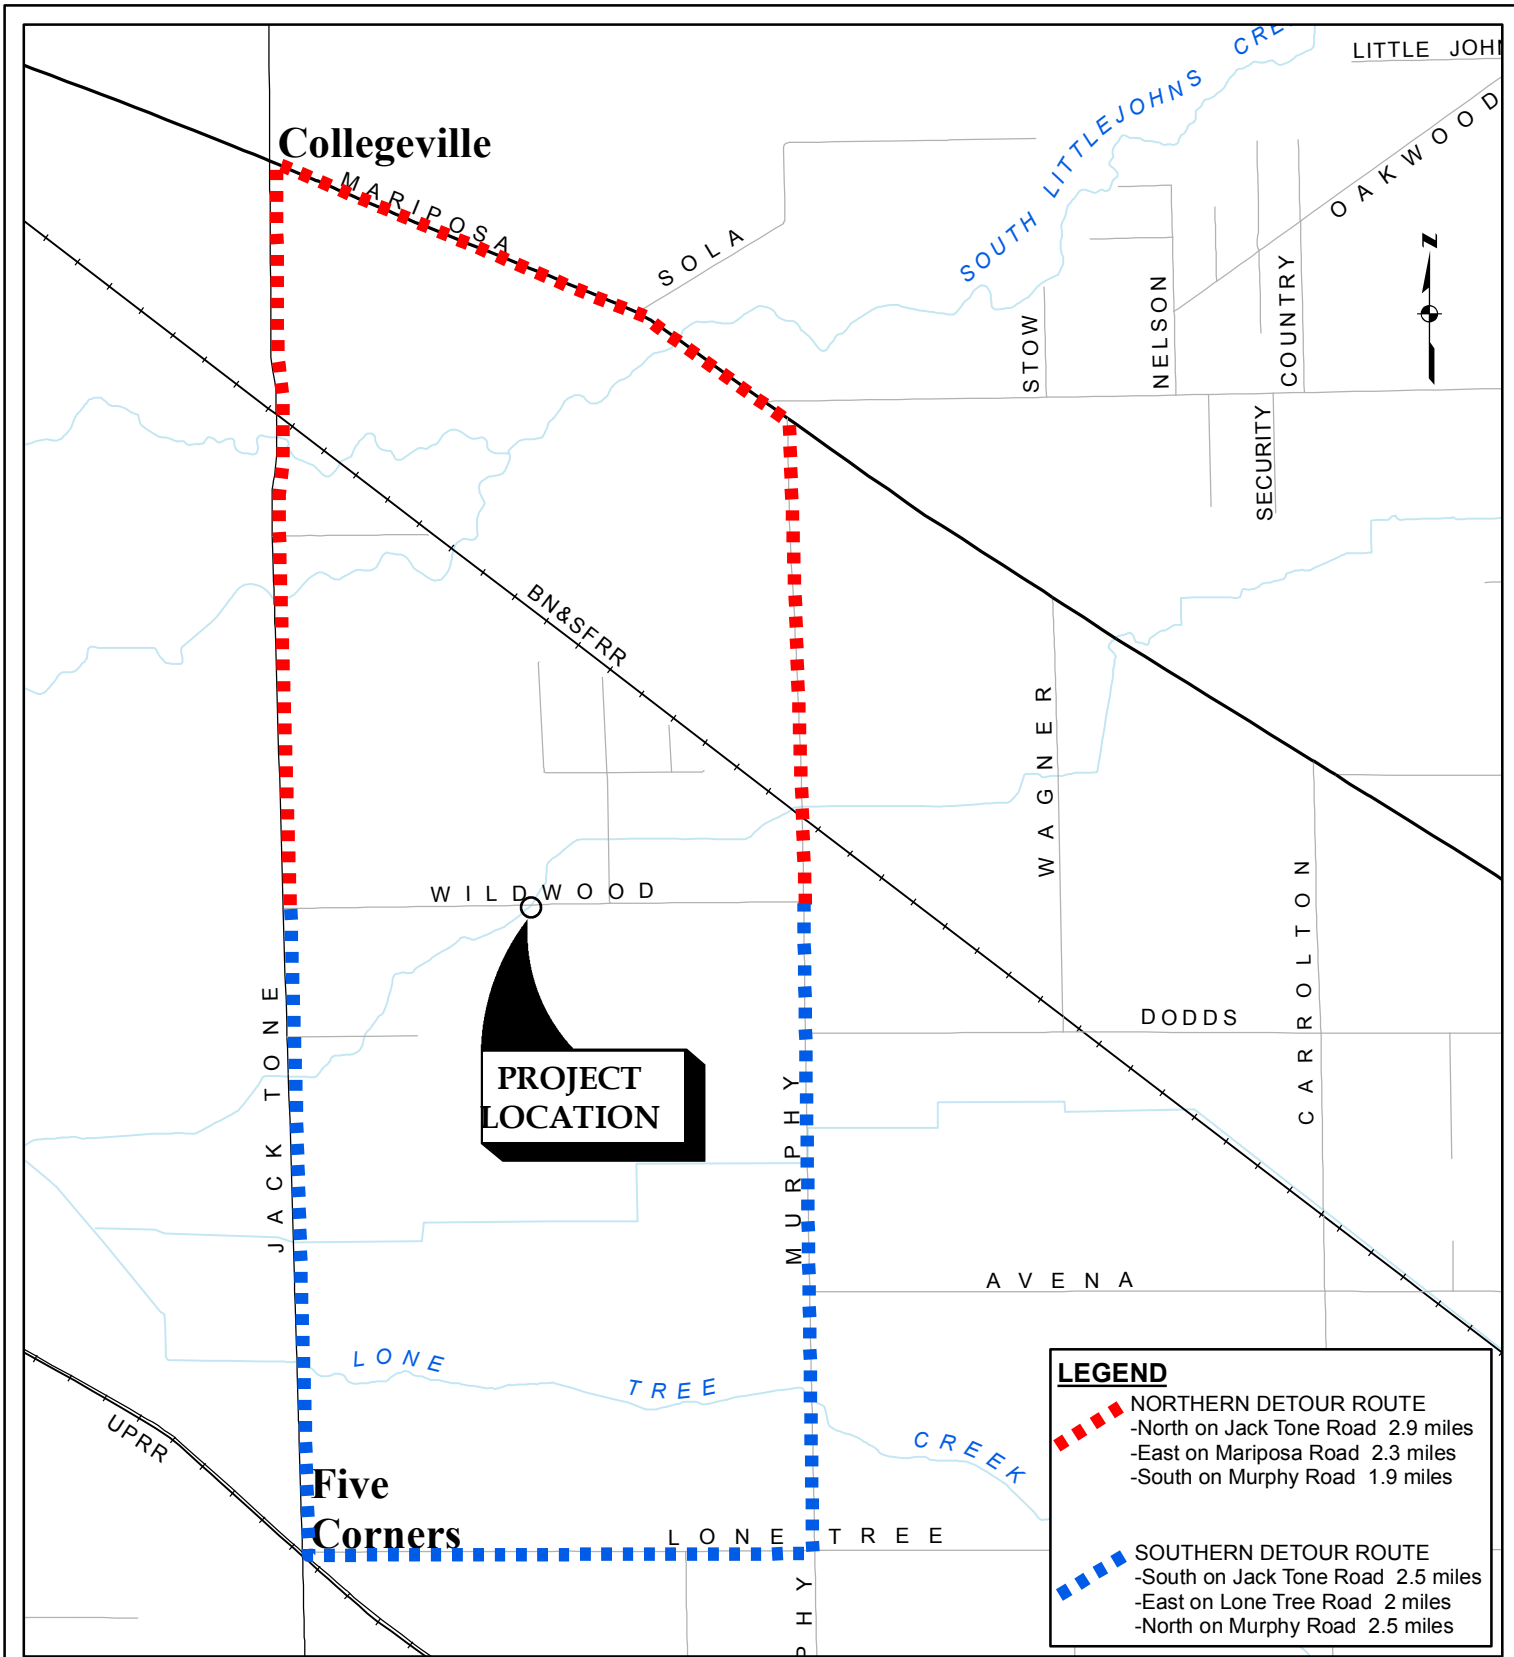 LITTLE JOHN
SOUTH LITTLEJOHNS CRE
OAKWOOD
Collegeville
MARIPOSA
SOLA
N
STOW
NELSON
COUNTRY
SECURITY
BN&SFRR
WAGNER
WILDWOOD
CARROLTON
JACK TONE
DODDS
PROJECT
LOCATION
MURPHY
AVENA
LONE TREE CREEK
UPRR
Five
Corners
LONE TREE
PHY
LEGEND
NORTHERN DETOUR ROUTE
-North on Jack Tone Road 2.9 miles
-East on Mariposa Road 2.3 miles
-South on Murphy Road 1.9 miles
SOUTHERN DETOUR ROUTE
-South on Jack Tone Road 2.5 miles
-East on Lone Tree Road 2 miles
-North on Murphy Road 2.5 miles